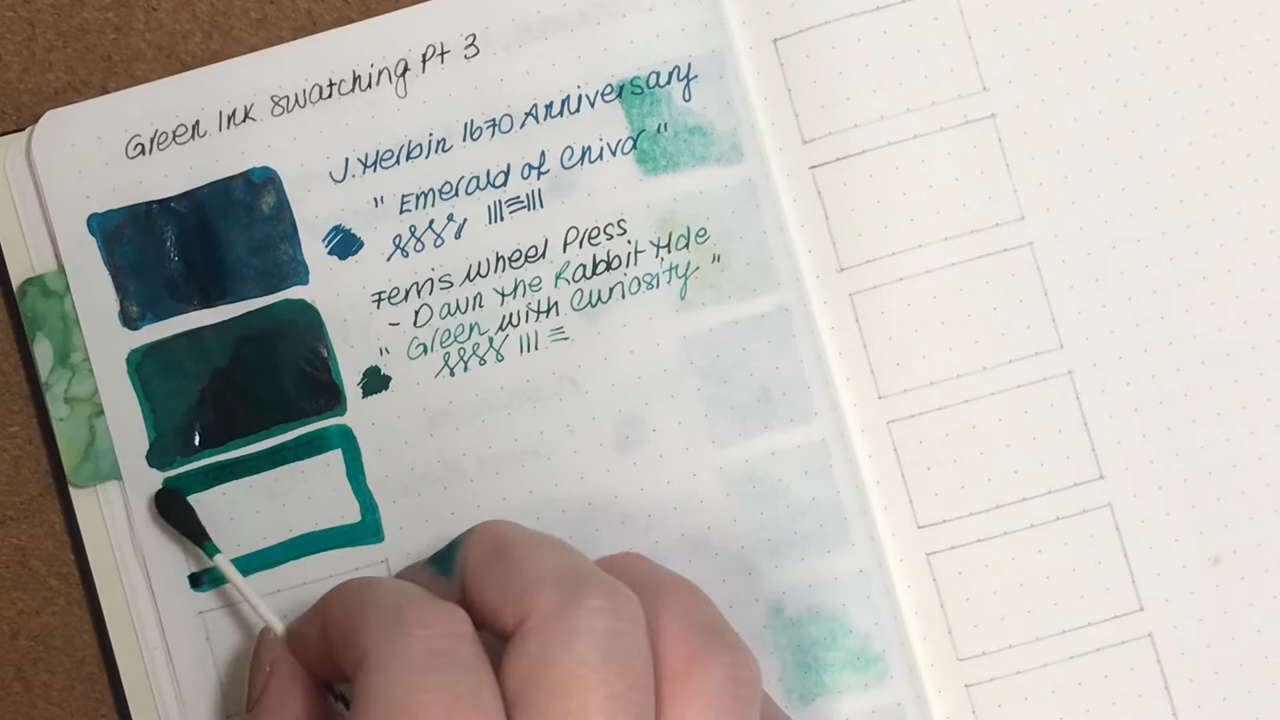 Green Ink Swatching Pt 3
J. Herbin 1670 Anniversary
" Emerald of Chivor "
Ferris Wheel Press
- Down the Rabbit Hole
" Green with Curiosity "